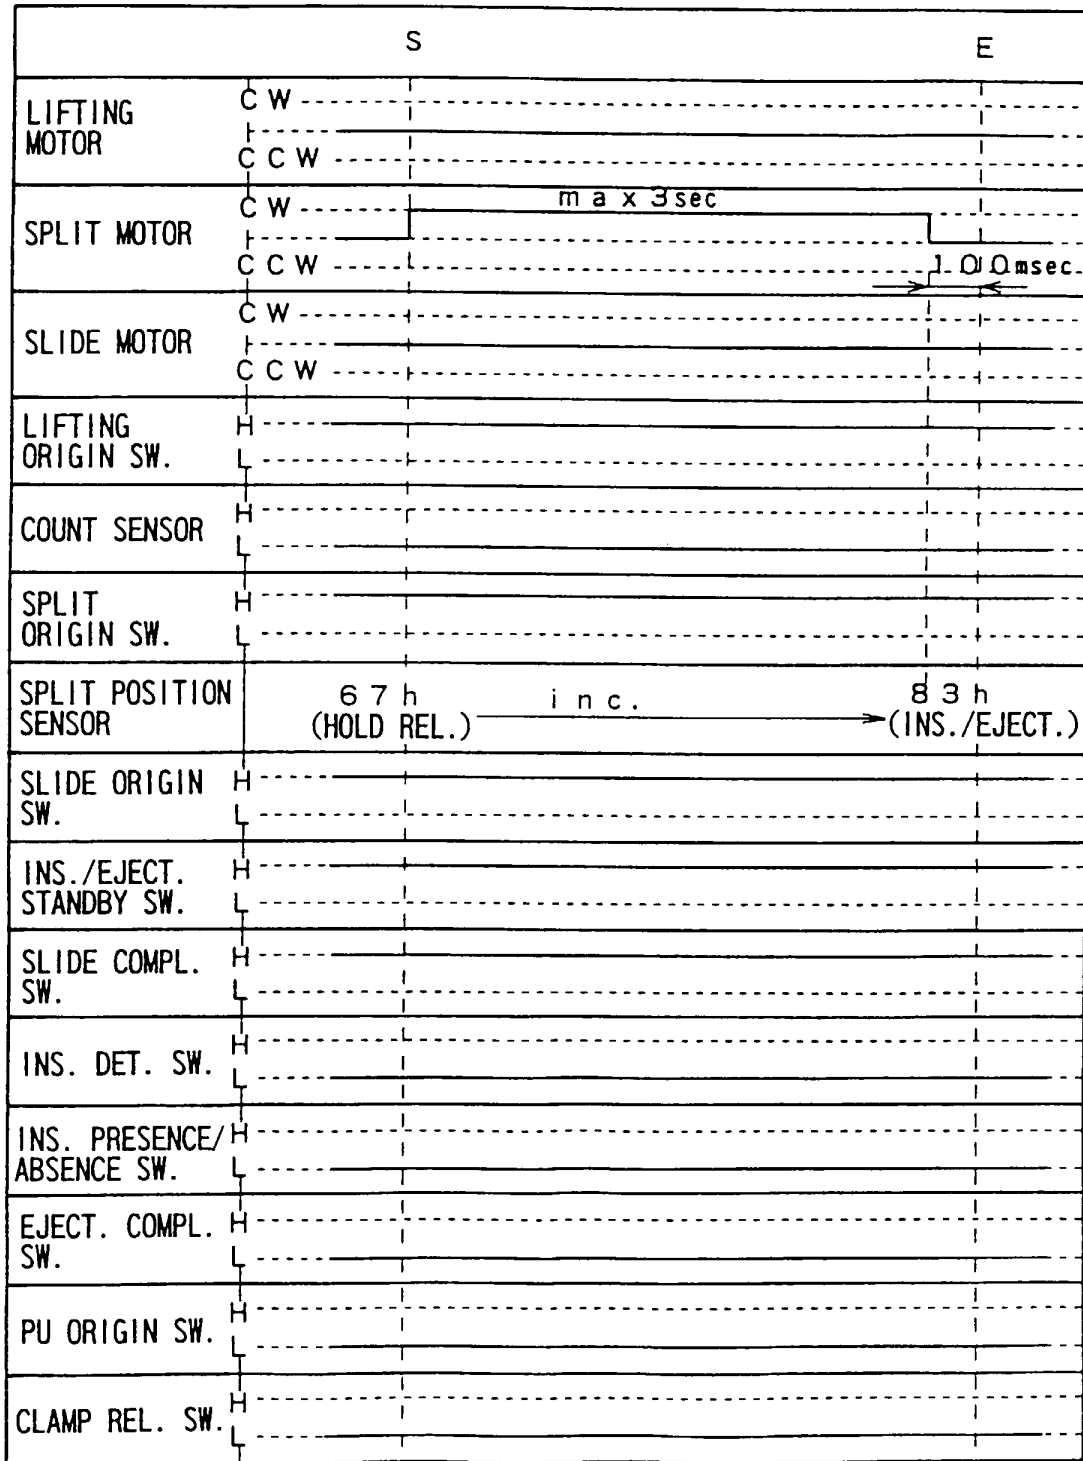 S E
LIFTING
MOTOR
CW
CCW
SPLIT MOTOR
CW
max 3sec
CCW
100msec
SLIDE MOTOR
CW
CCW
LIFTING
ORIGIN SW.
H
L
COUNT SENSOR
H
L
SPLIT
ORIGIN SW.
H
L
SPLIT POSITION
SENSOR
67h
(HOLD REL.)
inc.
83h
(INS./EJECT.)
SLIDE ORIGIN
SW.
H
L
INS./EJECT.
STANDBY SW.
H
L
SLIDE COMPL.
SW.
H
L
INS. DET. SW.
H
L
INS. PRESENCE/
ABSENCE SW.
H
L
EJECT. COMPL.
SW.
H
L
PU ORIGIN SW.
H
L
CLAMP REL. SW.
H
L